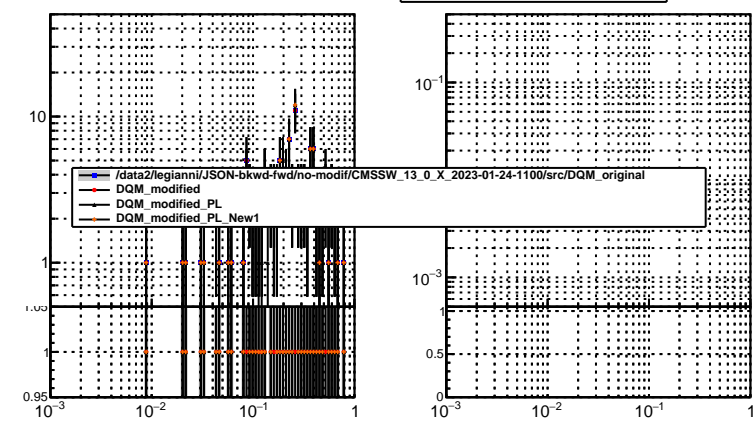 10
10⁻¹
/data2/legianni/JSON-bkwd-fwd/no-modif/CMSSW_13_0_X_2023-01-24-1100/src/DQM_original
DQM_modified
DQM_modified_PL
DQM_modified_PL_New1
1
10⁻³
1.05
1
1
0.5
0.95
0
10⁻³ 10⁻² 10⁻¹ 1
10⁻³ 10⁻² 10⁻¹ 1